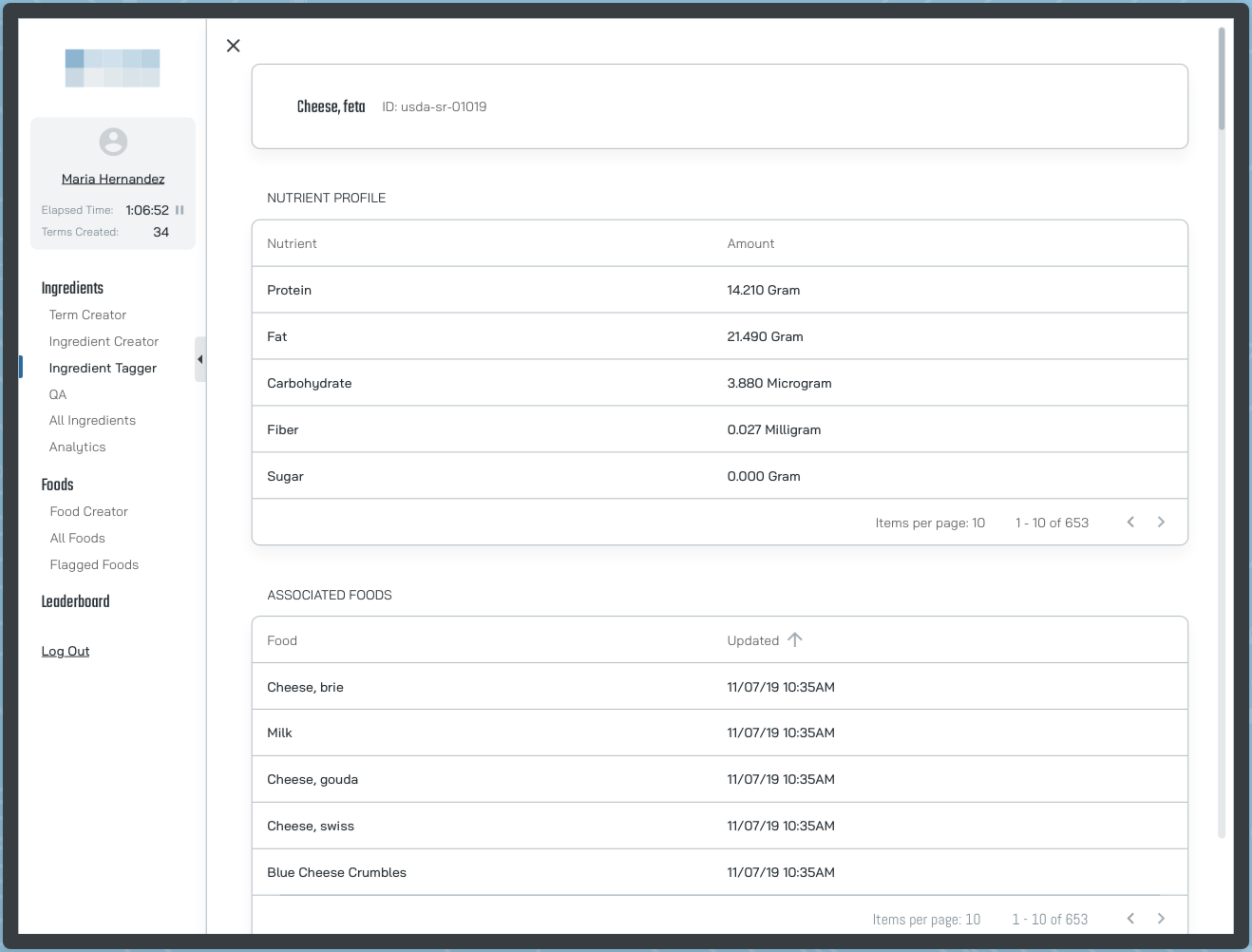 Maria Hernandez
Elapsed Time: 1:06:52
Terms Created: 34
Ingredients
Term Creator
Ingredient Creator
Ingredient Tagger
QA
All Ingredients
Analytics
Foods
Food Creator
All Foods
Flagged Foods
Leaderboard
Log Out
Cheese, feta ID: usda-sr-01019
NUTRIENT PROFILE
Nutrient Amount
Protein 14.210 Gram
Fat 21.490 Gram
Carbohydrate 3.880 Microgram
Fiber 0.027 Milligram
Sugar 0.000 Gram
Items per page: 10 1 - 10 of 653
ASSOCIATED FOODS
Food Updated
Cheese, brie 11/07/19 10:35AM
Milk 11/07/19 10:35AM
Cheese, gouda 11/07/19 10:35AM
Cheese, swiss 11/07/19 10:35AM
Blue Cheese Crumbles 11/07/19 10:35AM
Items per page: 10 1 - 10 of 653